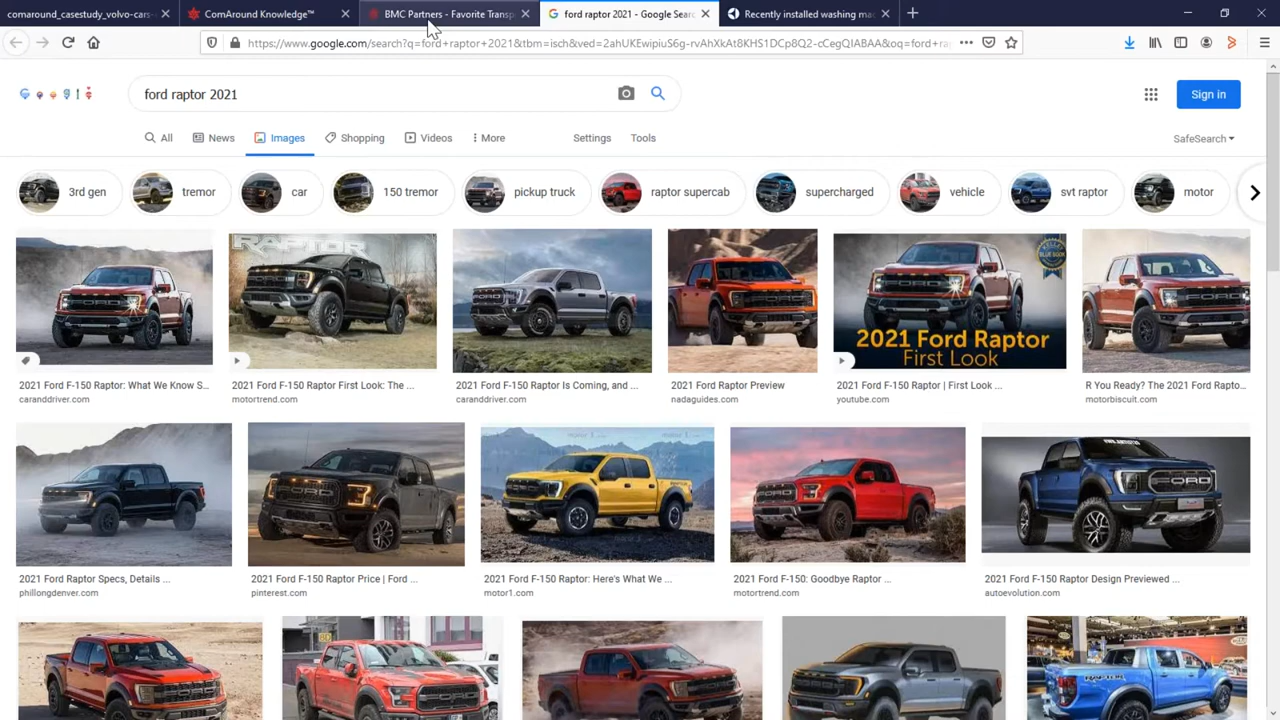 comaround_casestudy_volvo-cars-
ComAround Knowledge™
BMC Partners - Favorite Transp
ford raptor 2021 - Google Searc
Recently installed washing ma
https://www.google.com/search?q=ford+raptor+2021&tbm=isch&ved=2ahUKEwipiuS6g-rvAhXkAt8KHS1DCp8Q2-cCegQIABAA&oq=ford+ra
ford raptor 2021
Sign in
All
News
Images
Shopping
Videos
More
Settings
Tools
SafeSearch
3rd gen
tremor
car
150 tremor
pickup truck
raptor supercab
supercharged
vehicle
svt raptor
motor
RAPTOR
2021 Ford Raptor
First Look
2021 Ford F-150 Raptor: What We Know S...
caranddriver.com
2021 Ford F-150 Raptor First Look: The ...
motortrend.com
2021 Ford F-150 Raptor Is Coming, and ...
caranddriver.com
2021 Ford Raptor Preview
nadaguides.com
2021 Ford F-150 Raptor | First Look ...
youtube.com
R You Ready? The 2021 Ford Rapto...
motorbiscuit.com
2021 Ford Raptor Specs, Details ...
phillongdenver.com
2021 Ford F-150 Raptor Price | Ford ...
pinterest.com
2021 Ford F-150 Raptor: Here's What We ...
motor1.com
2021 Ford F-150: Goodbye Raptor ...
motortrend.com
2021 Ford F-150 Raptor Design Previewed ...
autoevolution.com